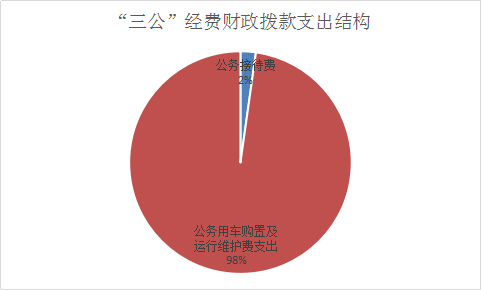 “三公”经费财政拨款支出结构
公务接待费
2%
公务用车购置及
运行维护费支出
98%